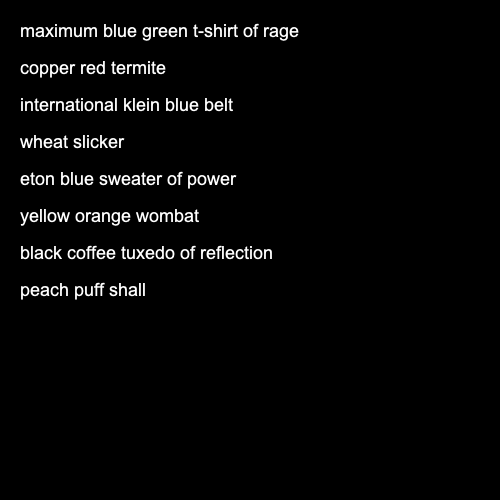 maximum blue green t-shirt of rage
copper red termite
international klein blue belt
wheat slicker
eton blue sweater of power
yellow orange wombat
black coffee tuxedo of reflection
peach puff shall